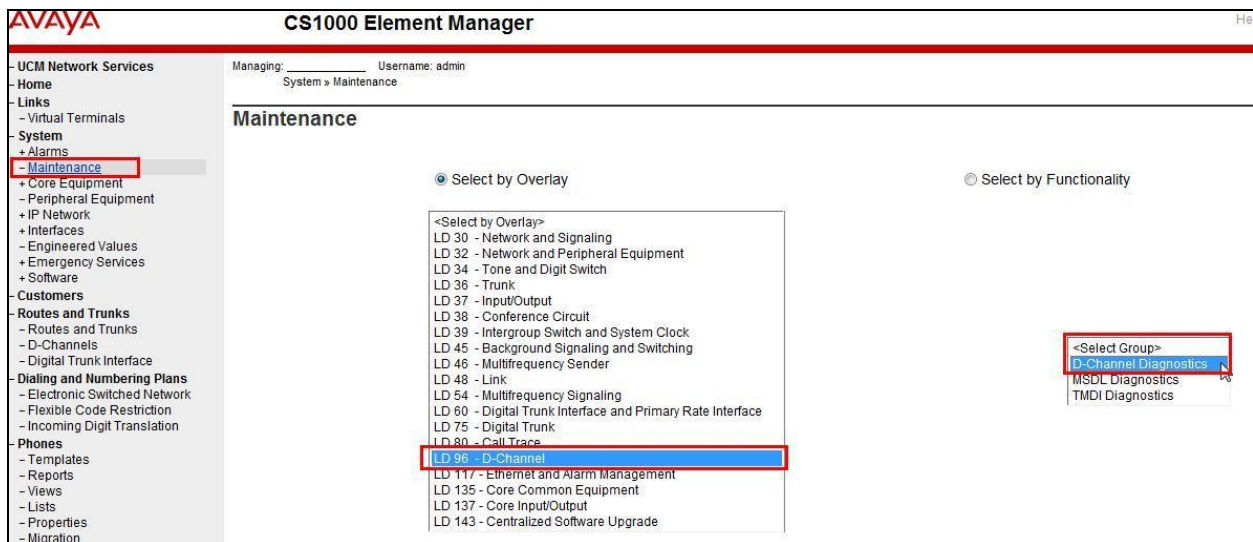 AVAYA
CS1000 Element Manager
He
- UCM Network Services
- Home
- Links
- Virtual Terminals
- System
+ Alarms
- Maintenance
+ Core Equipment
- Peripheral Equipment
+ IP Network
+ Interfaces
- Engineered Values
+ Emergency Services
+ Software
- Customers
- Routes and Trunks
- Routes and Trunks
- D-Channels
- Digital Trunk Interface
- Dialing and Numbering Plans
- Electronic Switched Network
- Flexible Code Restriction
- Incoming Digit Translation
- Phones
- Templates
- Reports
- Views
- Lists
- Properties
- Migration
Managing: _____________ Username: admin
System » Maintenance
Maintenance
Select by Overlay
Select by Functionality
<Select by Overlay>
LD 30 - Network and Signaling
LD 32 - Network and Peripheral Equipment
LD 34 - Tone and Digit Switch
LD 36 - Trunk
LD 37 - Input/Output
LD 38 - Conference Circuit
LD 39 - Intergroup Switch and System Clock
LD 45 - Background Signaling and Switching
LD 46 - Multifrequency Sender
LD 48 - Link
LD 54 - Multifrequency Signaling
LD 60 - Digital Trunk Interface and Primary Rate Interface
LD 75 - Digital Trunk
LD 80 - Call Trace
LD 96 - D-Channel
LD 117 - Ethernet and Alarm Management
LD 135 - Core Common Equipment
LD 137 - Core Input/Output
LD 143 - Centralized Software Upgrade
<Select Group>
D-Channel Diagnostics
MSDL Diagnostics
TMDI Diagnostics